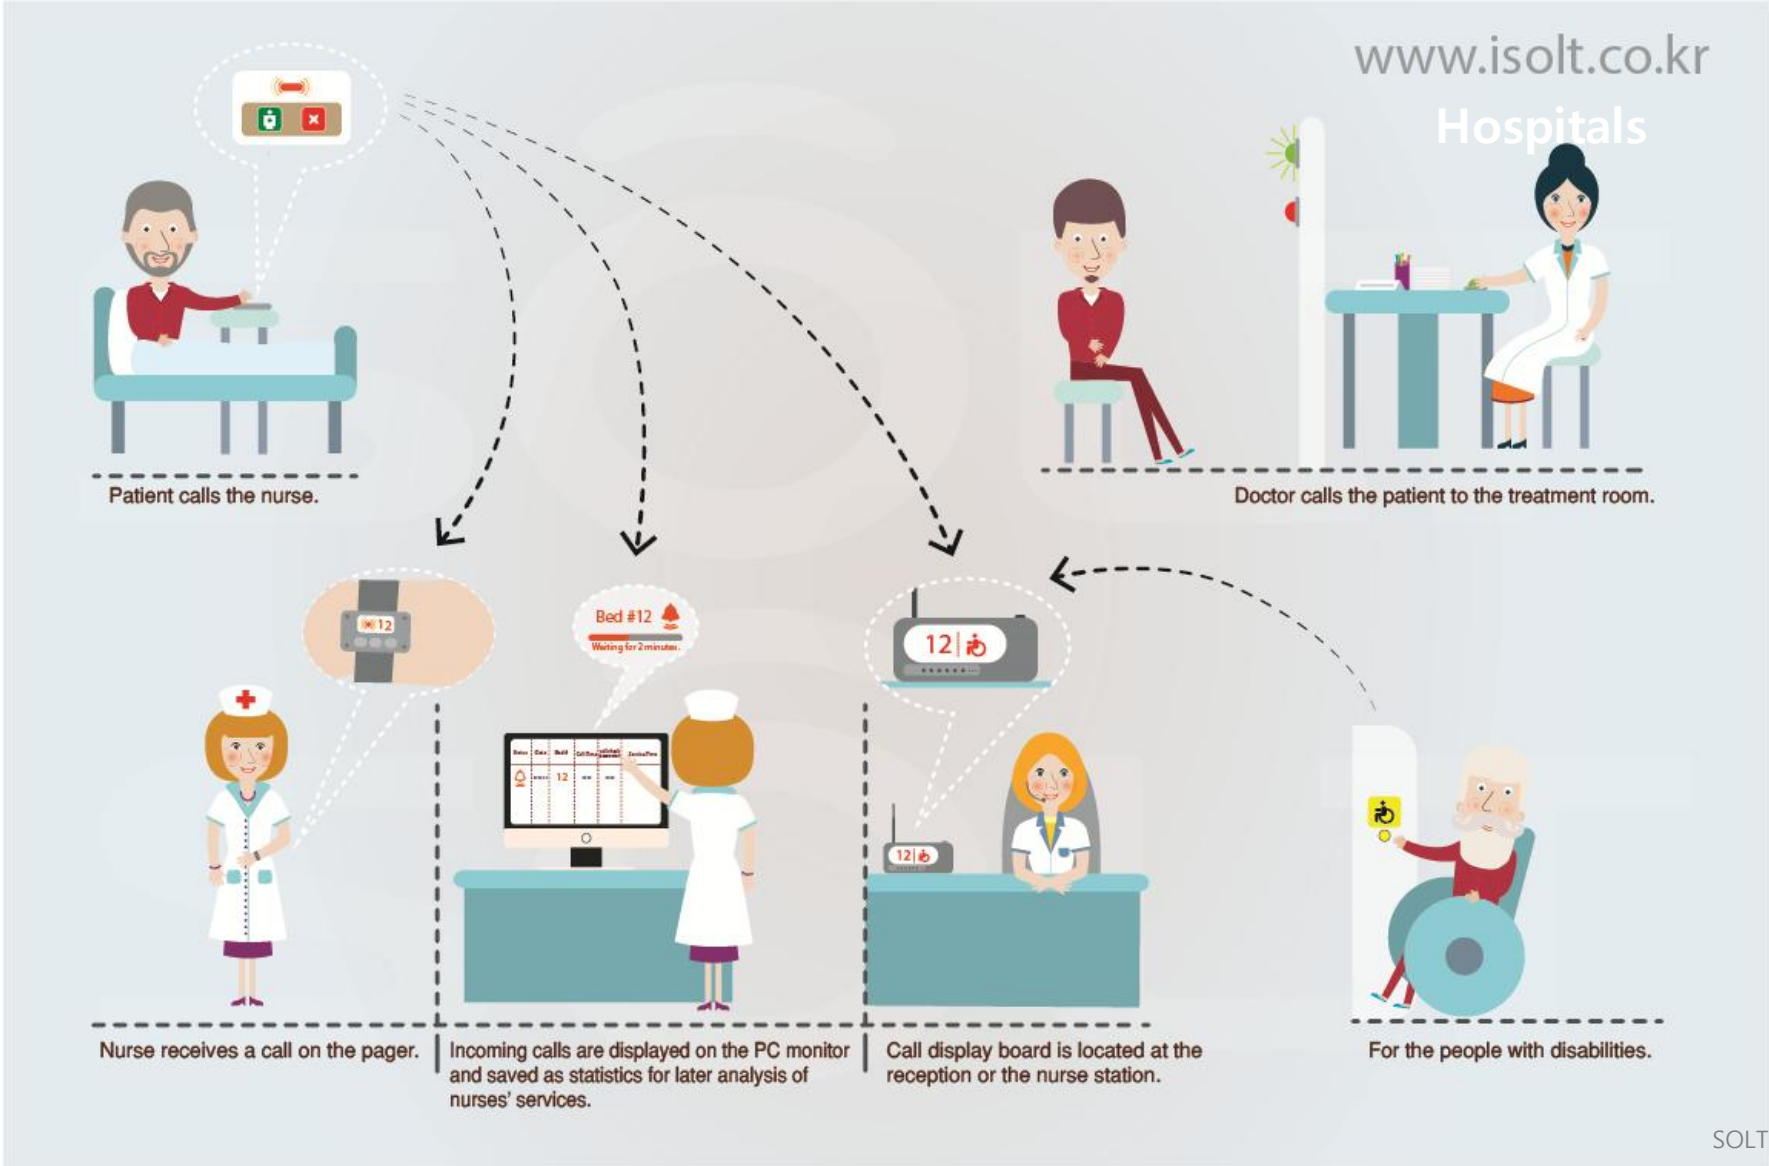 www.isolt.co.kr
Hospitals
Patient calls the nurse.
Doctor calls the patient to the treatment room.
12
Bed #12
Waiting for 2 minutes.
12
12
12
Nurse receives a call on the pager.
Incoming calls are displayed on the PC monitor
and saved as statistics for later analysis of
nurses' services.
Call display board is located at the
reception or the nurse station.
For the people with disabilities.
SOLT